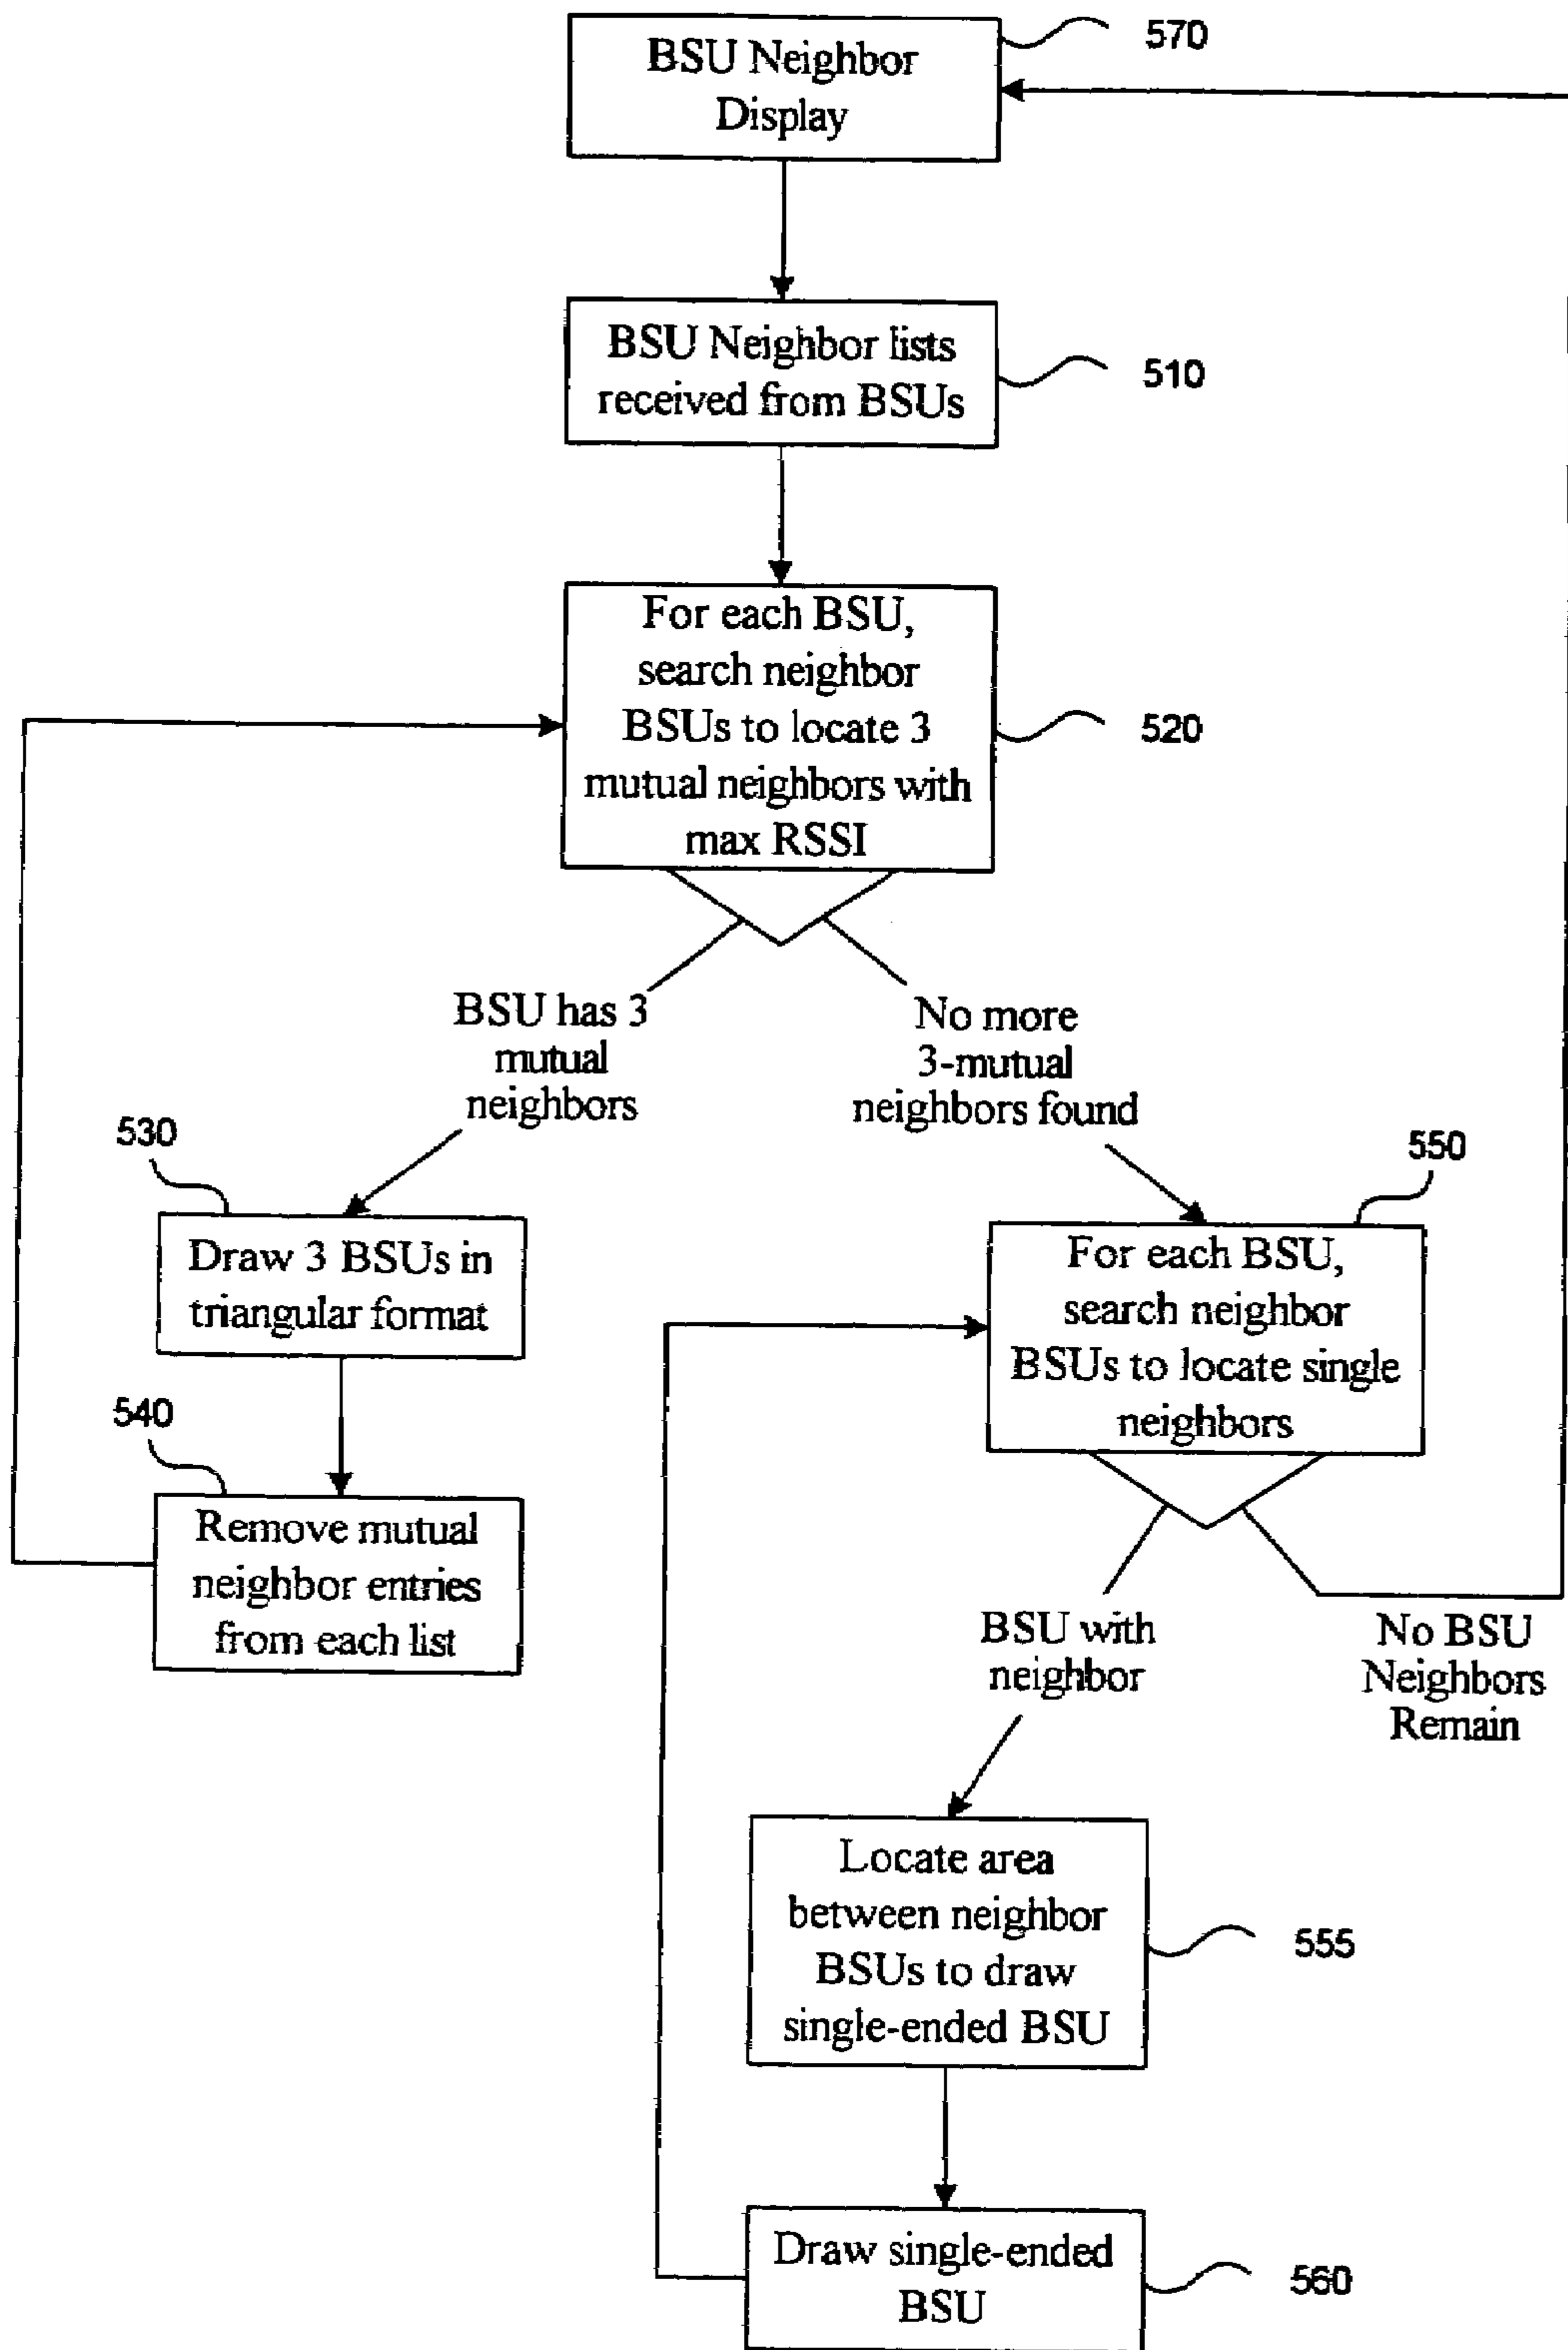 BSU Neighbor
Display
570
BSU Neighbor lists
received from BSUs
510
For each BSU,
search neighbor
BSUs to locate 3
mutual neighbors with
max RSSI
520
BSU has 3
mutual
neighbors
No more
3-mutual
neighbors found
530
Draw 3 BSUs in
triangular format
540
Remove mutual
neighbor entries
from each list
550
For each BSU,
search neighbor
BSUs to locate single
neighbors
BSU with
neighbor
No BSU
Neighbors
Remain
Locate area
between neighbor
BSUs to draw
single-ended BSU
555
Draw single-ended
BSU
560